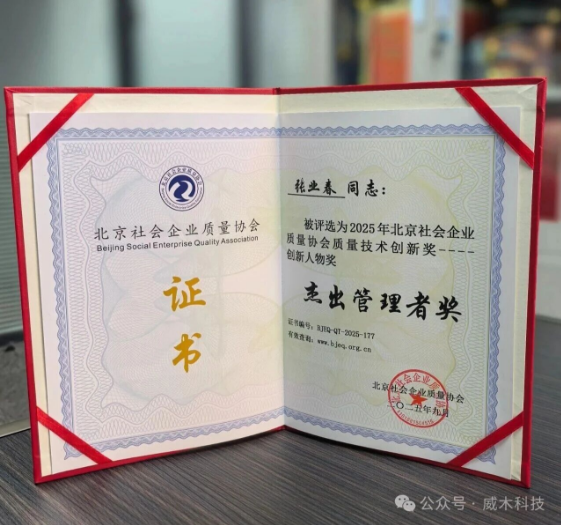 北京社会企业质量协会
Beijing Social Enterprise Quality Association
证
书
张业春 同志：
被评选为2025年北京社会企业
质量协会质量技术创新奖----
创新人物奖
杰出管理者奖
证书编号：BJHQ-QT-2025-177
有效查询：www.bjsq.org.cn
北京社会企业质量协会
二〇二五年九月
公众号·威木科技